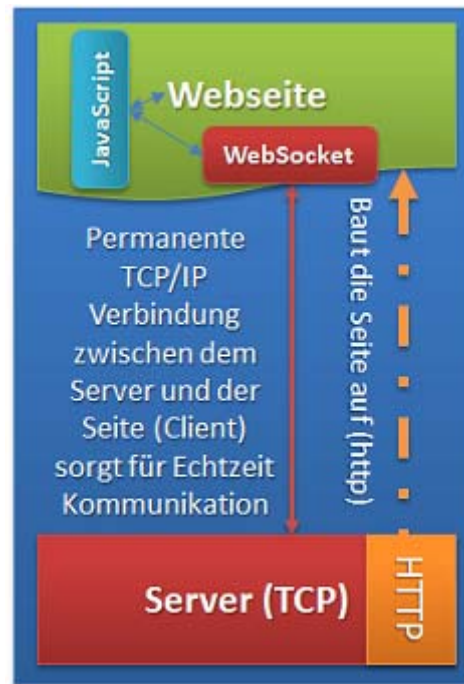 JavaScript
Webseite
WebSocket
Permanente
TCP/IP
Verbindung
zwischen dem
Server und der
Seite (Client)
sorgt für Echtzeit
Kommunikation
Baut die Seite auf (http)
Server (TCP)
HTTP